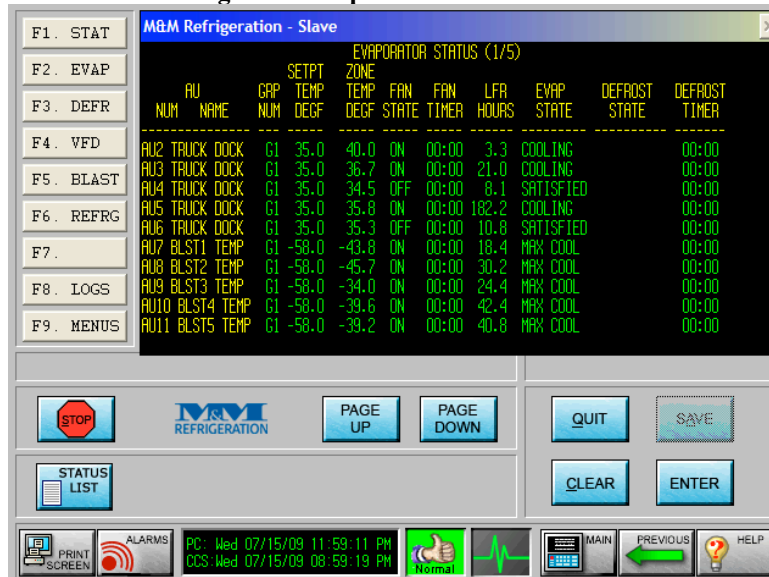 F1. STAT
F2. EVAP
F3. DEFR
F4. VFD
F5. BLAST
F6. REFRG
F7.
F8. LOGS
F9. MENUS
M&M Refrigeration - Slave
EVAPORATOR STATUS (1/5)
SETPT ZONE
AU GRP TEMP TEMP FAN FAN LFR EVAP DEFROST DEFROST
NUM NAME NUM DEGF DEGF STATE TIMER HOURS STATE STATE TIMER
AU2 TRUCK DOCK G1 35.0 40.0 ON 00:00 3.3 COOLING 00:00
AU3 TRUCK DOCK G1 35.0 36.7 ON 00:00 21.0 COOLING 00:00
AU4 TRUCK DOCK G1 35.0 34.5 OFF 00:00 8.1 SATISFIED 00:00
AU5 TRUCK DOCK G1 35.0 35.8 ON 00:00 182.2 COOLING 00:00
AU6 TRUCK DOCK G1 35.0 35.3 OFF 00:00 10.8 SATISFIED 00:00
AU7 BLST1 TEMP G1 -58.0 -43.8 ON 00:00 18.4 MAX COOL 00:00
AU8 BLST2 TEMP G1 -58.0 -45.7 ON 00:00 30.2 MAX COOL 00:00
AU9 BLST3 TEMP G1 -58.0 -34.0 ON 00:00 24.4 MAX COOL 00:00
AU10 BLST4 TEMP G1 -58.0 -39.6 ON 00:00 42.4 MAX COOL 00:00
AU11 BLST5 TEMP G1 -58.0 -39.2 ON 00:00 40.8 MAX COOL 00:00
STOP
M&M
REFRIGERATION
PAGE UP
PAGE DOWN
QUIT
SAVE
STATUS LIST
CLEAR
ENTER
PRINT SCREEN
ALARMS
PC: Wed 07/15/09 11:59:11 PM
CCS:Wed 07/15/09 08:59:19 PM
Normal
MAIN
PREVIOUS
HELP